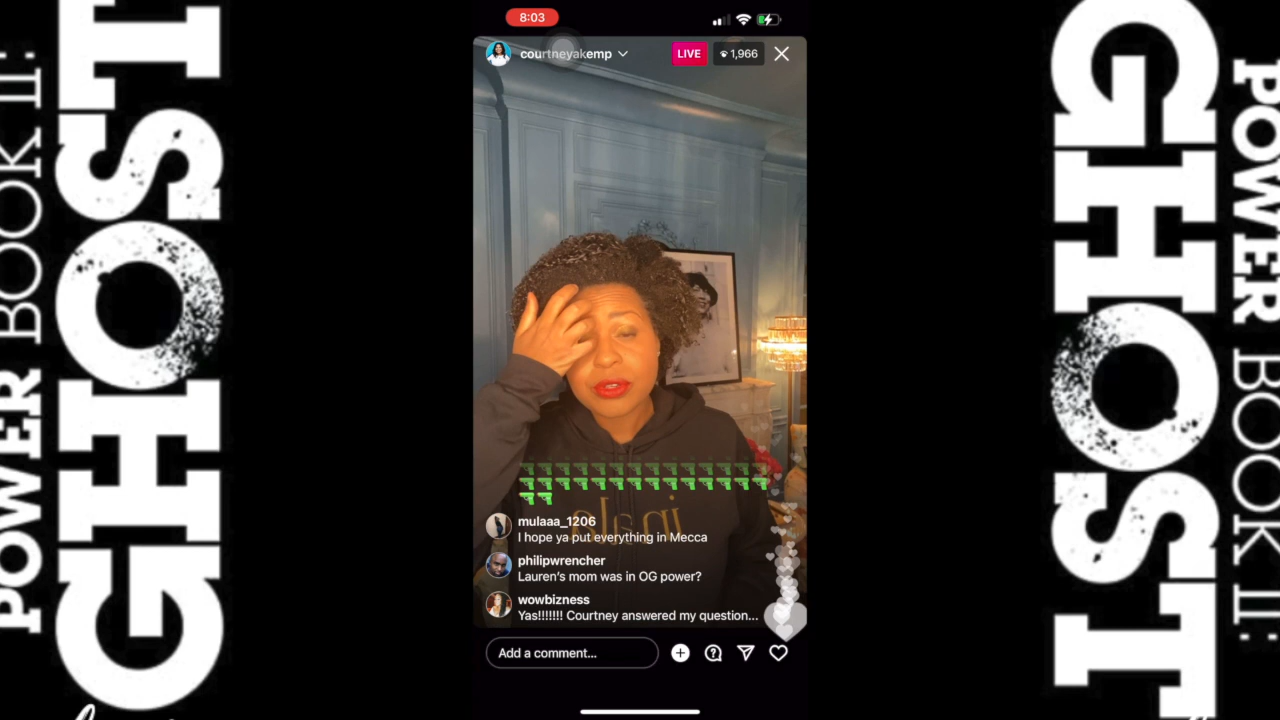 POWER BOOK II:
GHOST
8:03
courtneyakemp
LIVE
1,966
mulaaa_1206
I hope ya put everything in Mecca
philipwrencher
Lauren's mom was in OG power?
wowbizness
Yas!!!!!!! Courtney answered my question...
Add a comment...
GHOST
POWER BOOK II: